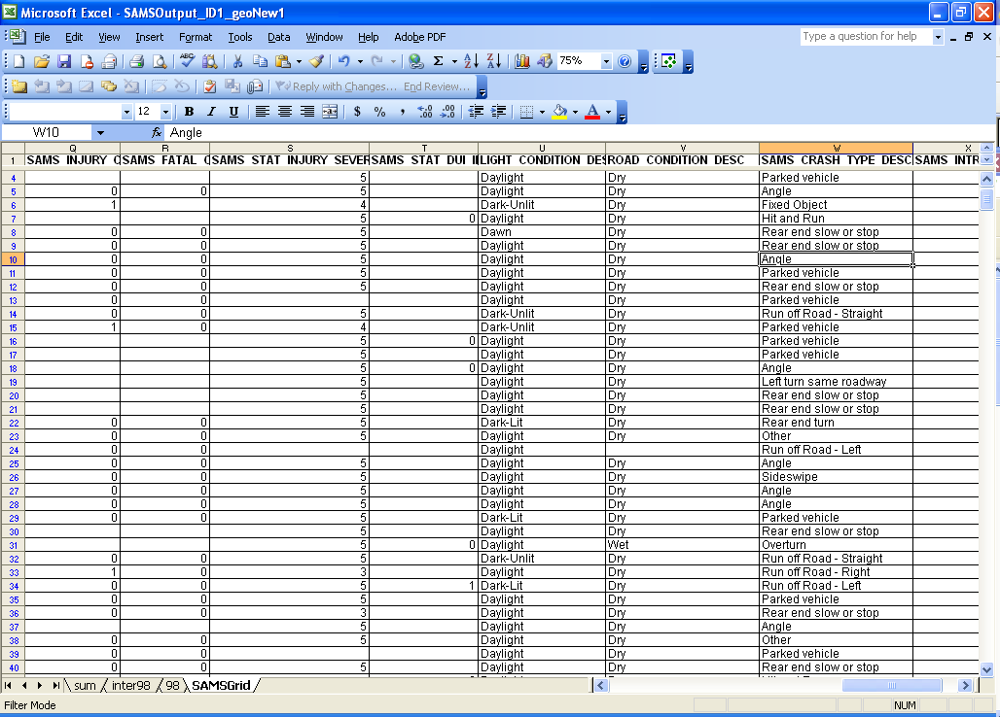 Microsoft Excel - SAMSOutput_ID1_geoNew1
File Edit View Insert Format Tools Data Window Help Adobe PDF Type a question for help
75%
Reply with Changes... End Review...
12 B I U $ % ,
W10 fx Angle
Q R S T U V W X
1 SAMS INJURY C SAMS FATAL C SAMS STAT INJURY SEVER SAMS STAT DUI II LIGHT CONDITION DES ROAD CONDITION DESC SAMS CRASH TYPE DESC SAMS INTR
4 5 Daylight Dry Parked vehicle
5 0 0 5 Daylight Dry Angle
6 1 4 Dark-Unlit Dry Fixed Object
7 0 Daylight Dry Hit and Run
8 0 0 5 Dawn Dry Rear end slow or stop
9 0 0 5 Daylight Dry Rear end slow or stop
10 0 0 5 Daylight Dry Angle
11 0 0 5 Daylight Dry Parked vehicle
12 0 0 5 Daylight Dry Rear end slow or stop
13 0 0 Daylight Dry Parked vehicle
14 0 0 5 Dark-Unlit Dry Run off Road - Straight
15 1 0 4 Dark-Unlit Dry Parked vehicle
16 5 0 Daylight Dry Parked vehicle
17 5 Daylight Dry Parked vehicle
18 5 0 Daylight Dry Angle
19 5 Daylight Dry Left turn same roadway
20 5 Daylight Dry Rear end slow or stop
21 5 Daylight Dry Rear end slow or stop
22 0 0 5 Dark-Lit Dry Rear end turn
23 0 0 5 Daylight Dry Other
24 0 0 Daylight Run off Road - Left
25 0 0 5 Daylight Dry Angle
26 0 0 5 Daylight Dry Sideswipe
27 0 0 5 Daylight Dry Angle
28 0 0 5 Daylight Dry Angle
29 0 0 5 Dark-Lit Dry Parked vehicle
30 5 Daylight Dry Rear end slow or stop
31 5 0 Daylight Wet Overturn
32 0 0 5 Dark-Unlit Dry Run off Road - Straight
33 1 0 3 Daylight Dry Run off Road - Right
34 0 0 5 1 Dark-Lit Dry Run off Road - Left
35 0 0 5 Daylight Dry Parked vehicle
36 0 0 3 Daylight Dry Rear end slow or stop
37 5 Daylight Dry Angle
38 0 0 5 Daylight Dry Other
39 0 0 Daylight Dry Parked vehicle
40 0 0 5 Daylight Dry Rear end slow or stop
sum inter98 98 SAMSGrid
Filter Mode NUM